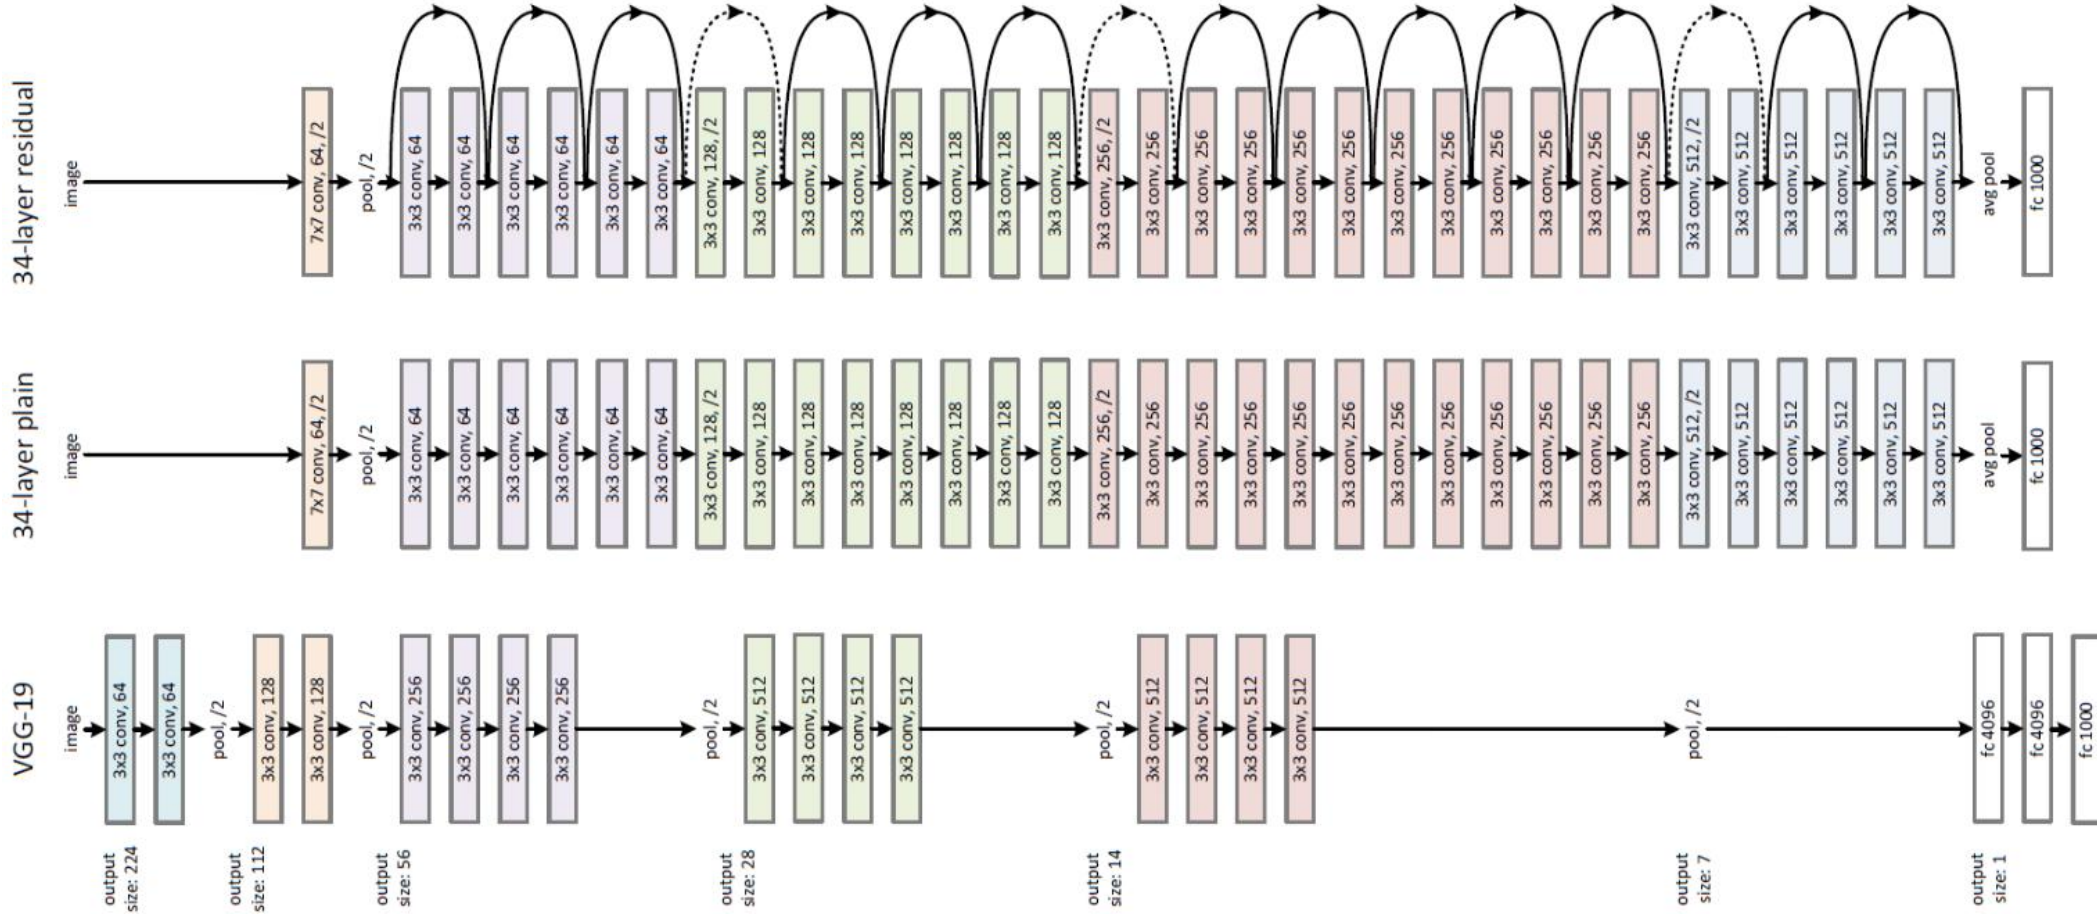 VGG-19
34-layer plain
34-layer residual
output
size: 224
output
size: 112
output
size: 56
output
size: 28
output
size: 14
output
size: 7
output
size: 1
image
3x3 conv, 64
3x3 conv, 64
pool, /2
3x3 conv, 128
3x3 conv, 128
pool, /2
3x3 conv, 256
3x3 conv, 256
3x3 conv, 256
3x3 conv, 256
pool, /2
3x3 conv, 512
3x3 conv, 512
3x3 conv, 512
3x3 conv, 512
pool, /2
3x3 conv, 512
3x3 conv, 512
3x3 conv, 512
3x3 conv, 512
pool, /2
fc 4096
fc 4096
fc 1000
image
7x7 conv, 64, /2
pool, /2
3x3 conv, 64
3x3 conv, 64
3x3 conv, 64
3x3 conv, 64
3x3 conv, 64
3x3 conv, 64
3x3 conv, 128, /2
3x3 conv, 128
3x3 conv, 128
3x3 conv, 128
3x3 conv, 128
3x3 conv, 128
3x3 conv, 128
3x3 conv, 128
3x3 conv, 256, /2
3x3 conv, 256
3x3 conv, 256
3x3 conv, 256
3x3 conv, 256
3x3 conv, 256
3x3 conv, 256
3x3 conv, 256
3x3 conv, 256
3x3 conv, 256
3x3 conv, 256
3x3 conv, 256
3x3 conv, 512, /2
3x3 conv, 512
3x3 conv, 512
3x3 conv, 512
3x3 conv, 512
3x3 conv, 512
avg pool
fc 1000
image
7x7 conv, 64, /2
pool, /2
3x3 conv, 64
3x3 conv, 64
3x3 conv, 64
3x3 conv, 64
3x3 conv, 64
3x3 conv, 64
3x3 conv, 128, /2
3x3 conv, 128
3x3 conv, 128
3x3 conv, 128
3x3 conv, 128
3x3 conv, 128
3x3 conv, 128
3x3 conv, 128
3x3 conv, 256, /2
3x3 conv, 256
3x3 conv, 256
3x3 conv, 256
3x3 conv, 256
3x3 conv, 256
3x3 conv, 256
3x3 conv, 256
3x3 conv, 256
3x3 conv, 256
3x3 conv, 256
3x3 conv, 256
3x3 conv, 512, /2
3x3 conv, 512
3x3 conv, 512
3x3 conv, 512
3x3 conv, 512
3x3 conv, 512
avg pool
fc 1000